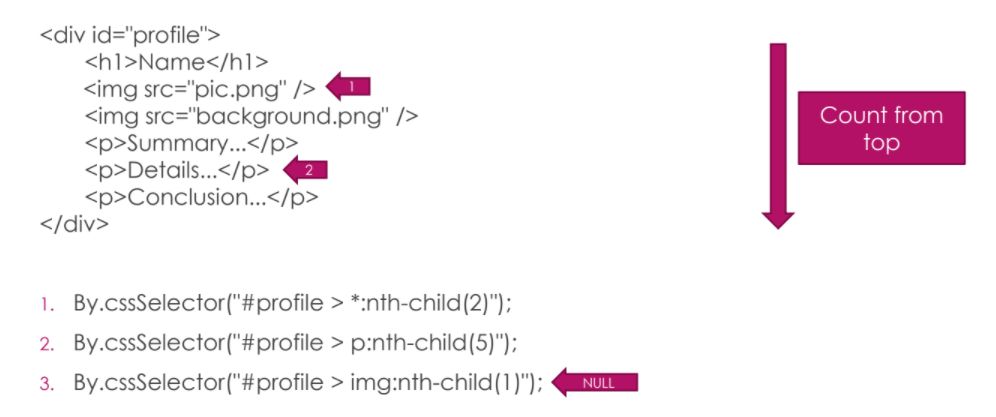 <div id="profile">
<h1>Name</h1>
<img src="pic.png" />
1
<img src="background.png" />
<p>Summary...</p>
<p>Details...</p>
2
<p>Conclusion...</p>
</div>
Count from
top
1. By.cssSelector("#profile > *:nth-child(2)");
2. By.cssSelector("#profile > p:nth-child(5)");
3. By.cssSelector("#profile > img:nth-child(1)");
NULL